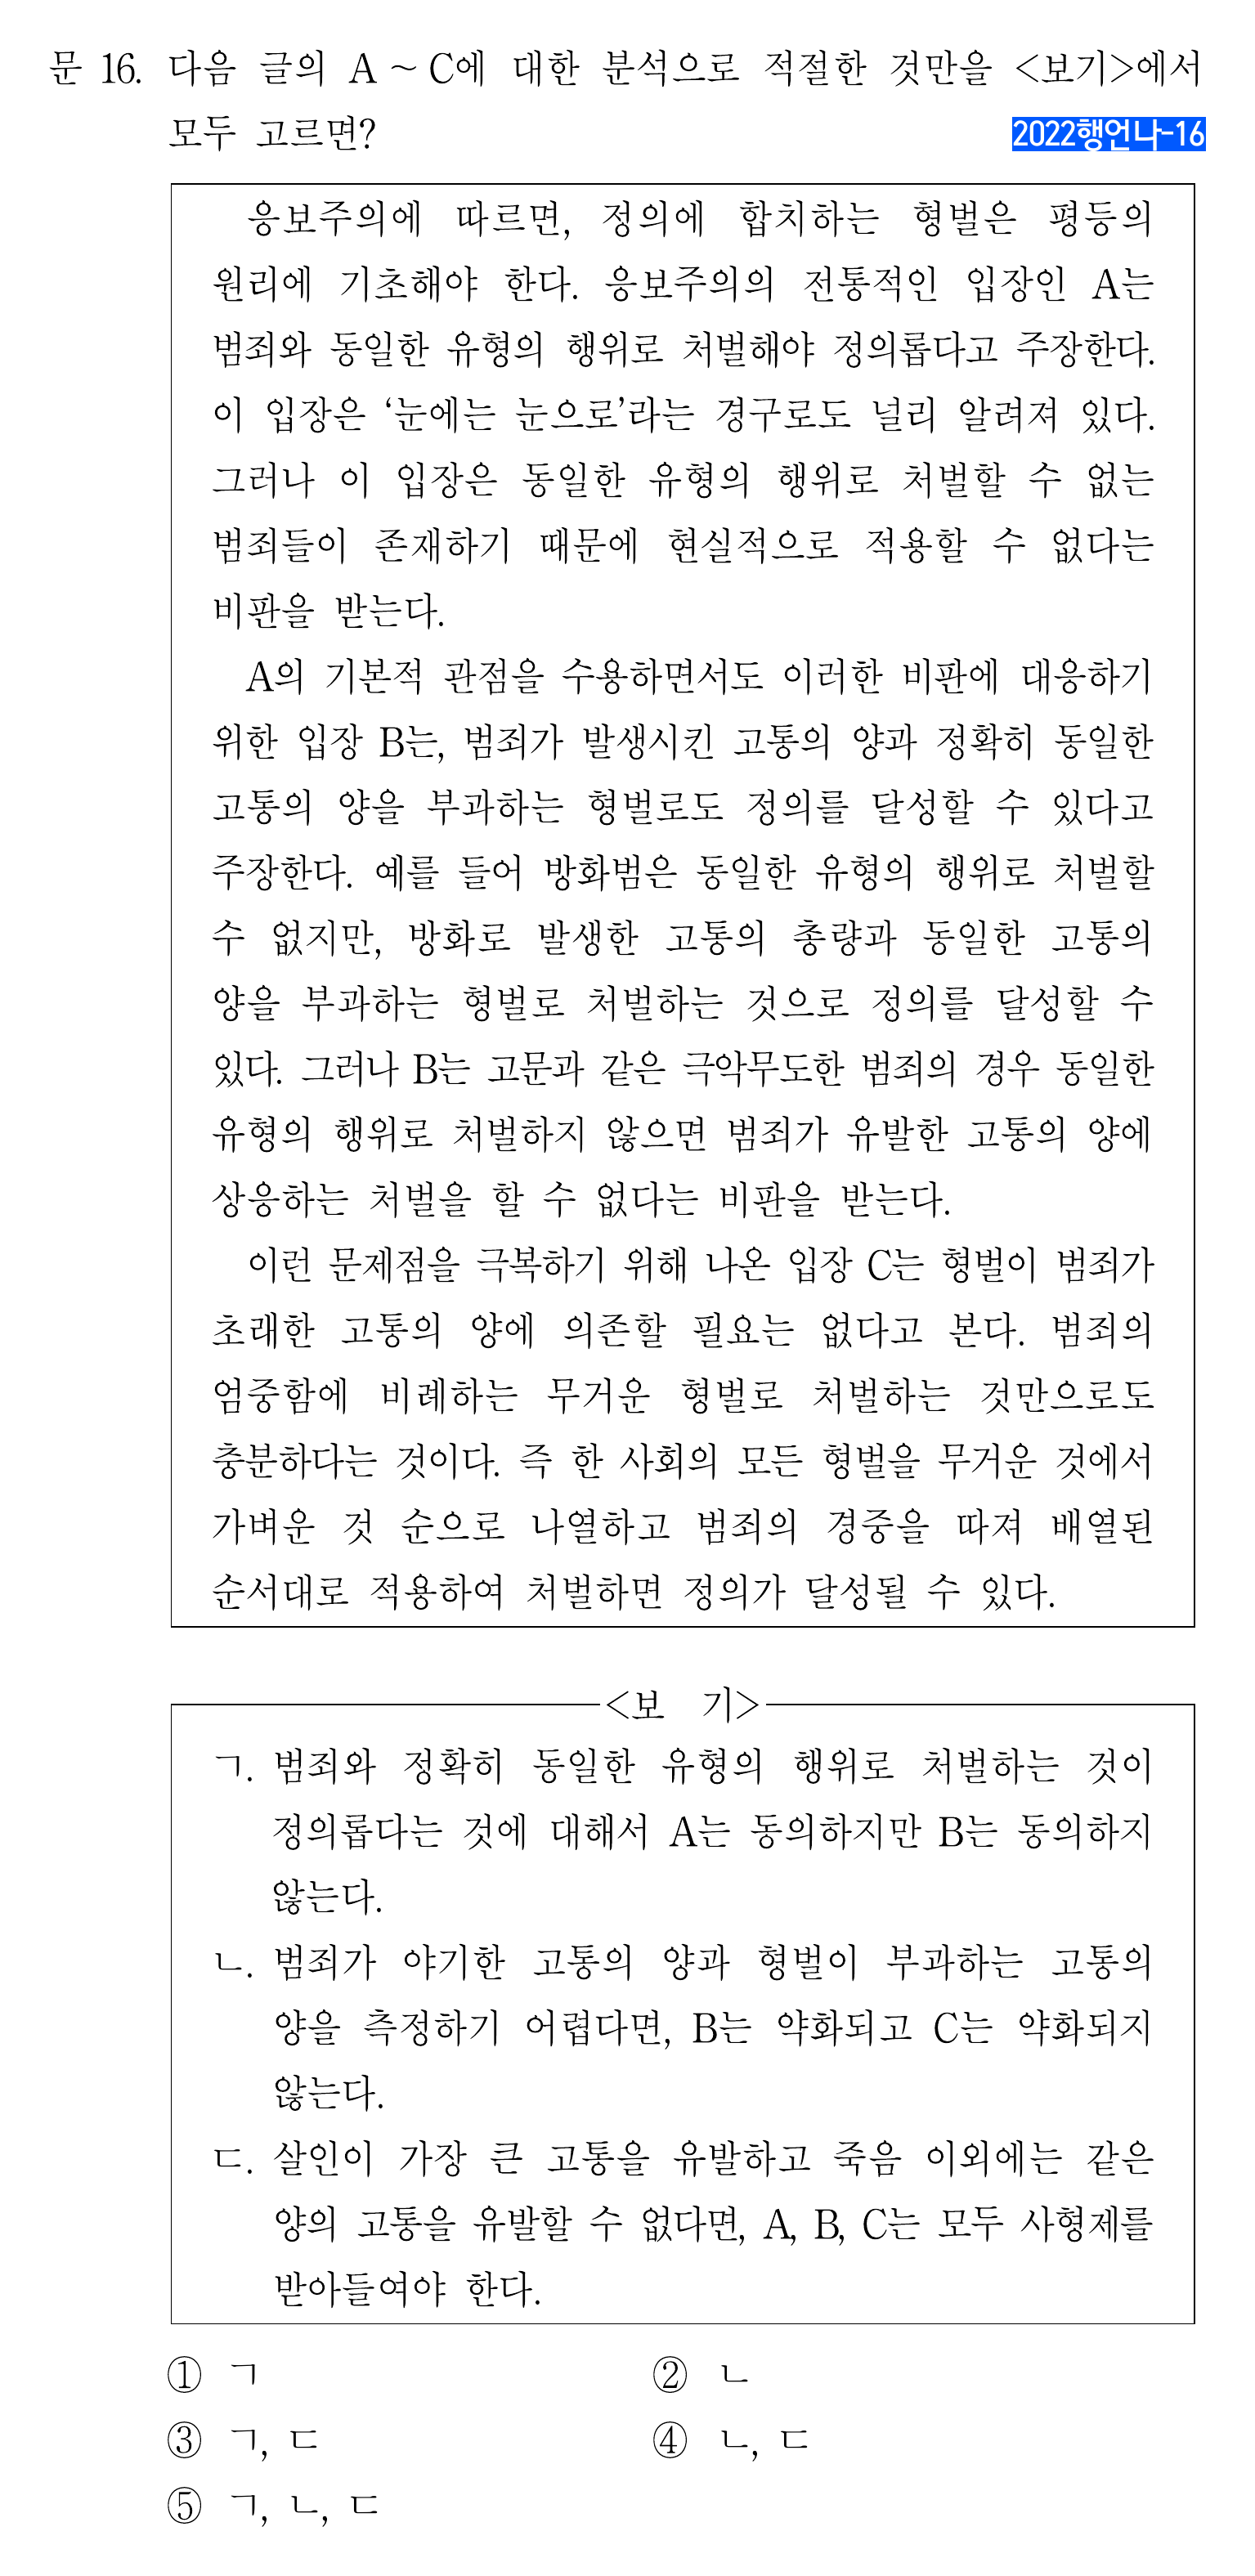 문 16. 다음 글의 A ~ C에 대한 분석으로 적절한 것만을 <보기>에서
모두 고르면?
2022행언나-16
응보주의에 따르면, 정의에 합치하는 형벌은 평등의
원리에 기초해야 한다. 응보주의의 전통적인 입장인 A는
범죄와 동일한 유형의 행위로 처벌해야 정의롭다고 주장한다.
이 입장은 ‘눈에는 눈으로’라는 경구로도 널리 알려져 있다.
그러나 이 입장은 동일한 유형의 행위로 처벌할 수 없는
범죄들이 존재하기 때문에 현실적으로 적용할 수 없다는
비판을 받는다.
A의 기본적 관점을 수용하면서도 이러한 비판에 대응하기
위한 입장 B는, 범죄가 발생시킨 고통의 양과 정확히 동일한
고통의 양을 부과하는 형벌로도 정의를 달성할 수 있다고
주장한다. 예를 들어 방화범은 동일한 유형의 행위로 처벌할
수 없지만, 방화로 발생한 고통의 총량과 동일한 고통의
양을 부과하는 형벌로 처벌하는 것으로 정의를 달성할 수
있다. 그러나 B는 고문과 같은 극악무도한 범죄의 경우 동일한
유형의 행위로 처벌하지 않으면 범죄가 유발한 고통의 양에
상응하는 처벌을 할 수 없다는 비판을 받는다.
이런 문제점을 극복하기 위해 나온 입장 C는 형벌이 범죄가
초래한 고통의 양에 의존할 필요는 없다고 본다. 범죄의
엄중함에 비례하는 무거운 형벌로 처벌하는 것만으로도
충분하다는 것이다. 즉 한 사회의 모든 형벌을 무거운 것에서
가벼운 것 순으로 나열하고 범죄의 경중을 따져 배열된
순서대로 적용하여 처벌하면 정의가 달성될 수 있다.
<보 기>
ㄱ. 범죄와 정확히 동일한 유형의 행위로 처벌하는 것이
정의롭다는 것에 대해서 A는 동의하지만 B는 동의하지
않는다.
ㄴ. 범죄가 야기한 고통의 양과 형벌이 부과하는 고통의
양을 측정하기 어렵다면, B는 약화되고 C는 약화되지
않는다.
ㄷ. 살인이 가장 큰 고통을 유발하고 죽음 이외에는 같은
양의 고통을 유발할 수 없다면, A, B, C는 모두 사형제를
받아들여야 한다.
① ㄱ ② ㄴ
③ ㄱ, ㄷ ④ ㄴ, ㄷ
⑤ ㄱ, ㄴ, ㄷ